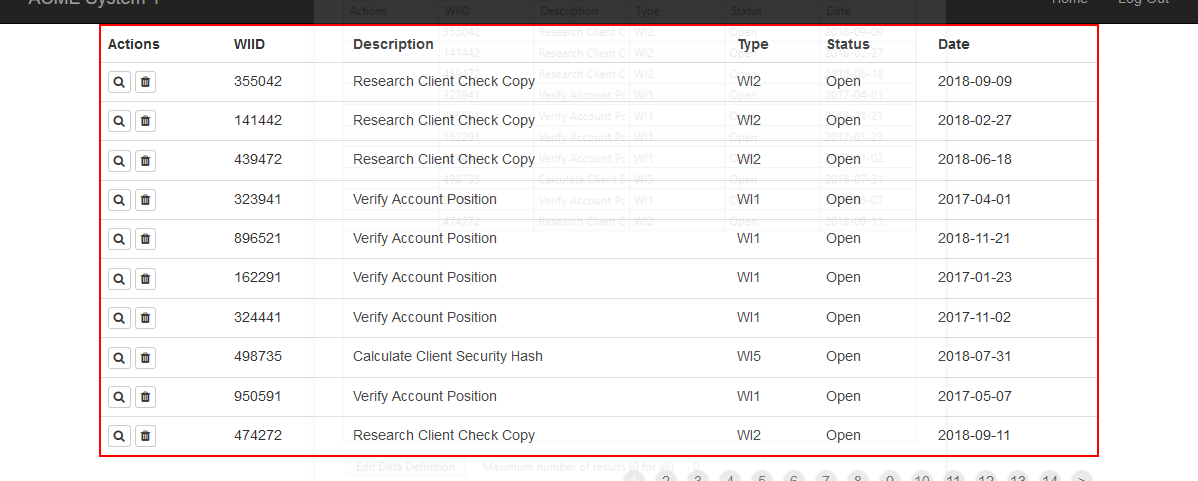 ACME System 1 Home Log Out
Actions WIID Description Type Status Date
355042 Research Client Check Copy WI2 Open 2018-09-09
141442 Research Client Check Copy WI2 Open 2018-02-27
439472 Research Client Check Copy WI2 Open 2018-06-18
323941 Verify Account Position WI1 Open 2017-04-01
896521 Verify Account Position WI1 Open 2018-11-21
162291 Verify Account Position WI1 Open 2017-01-23
324441 Verify Account Position WI1 Open 2017-11-02
498735 Calculate Client Security Hash WI5 Open 2018-07-31
950591 Verify Account Position WI1 Open 2017-05-07
474272 Research Client Check Copy WI2 Open 2018-09-11
Edit Data Definition Maximum number of results (0 for all) 0
1 2 3 4 5 6 7 8 9 10 11 12 13 14 >